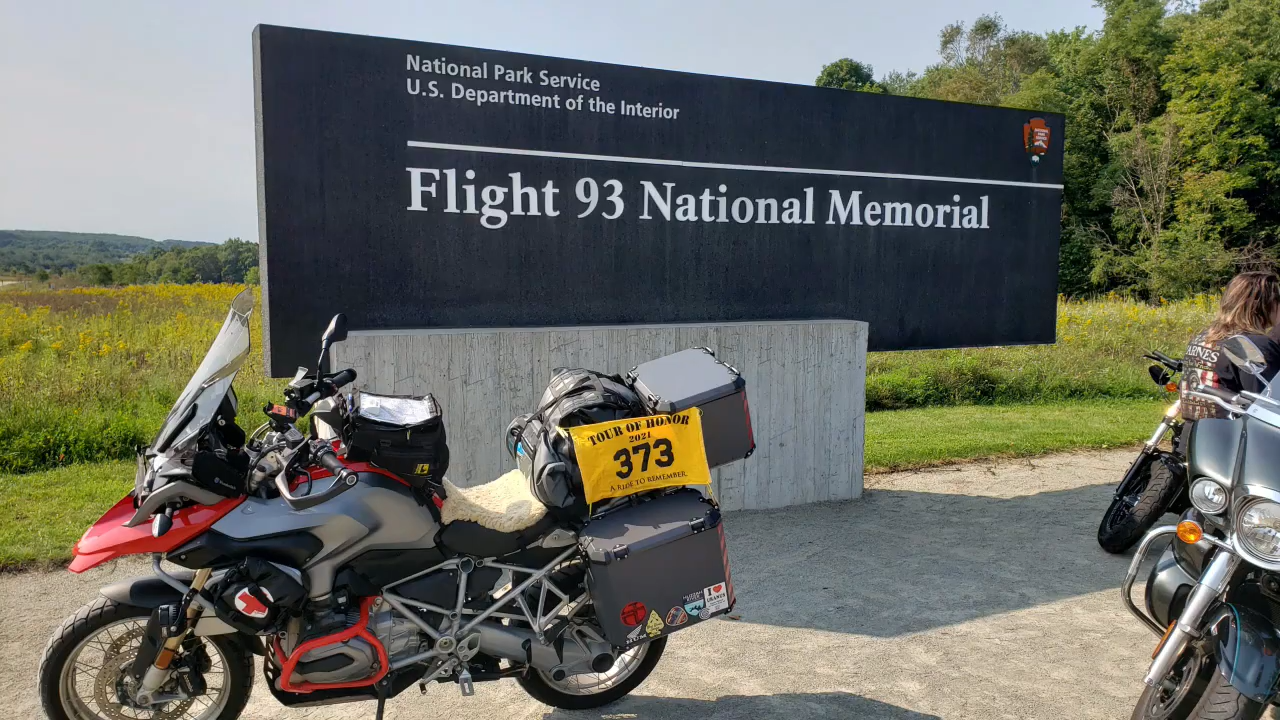 National Park Service
U.S. Department of the Interior
Flight 93 National Memorial
TOUR OF HONOR
2021
373
A RIDE TO REMEMBER
ARNES
I